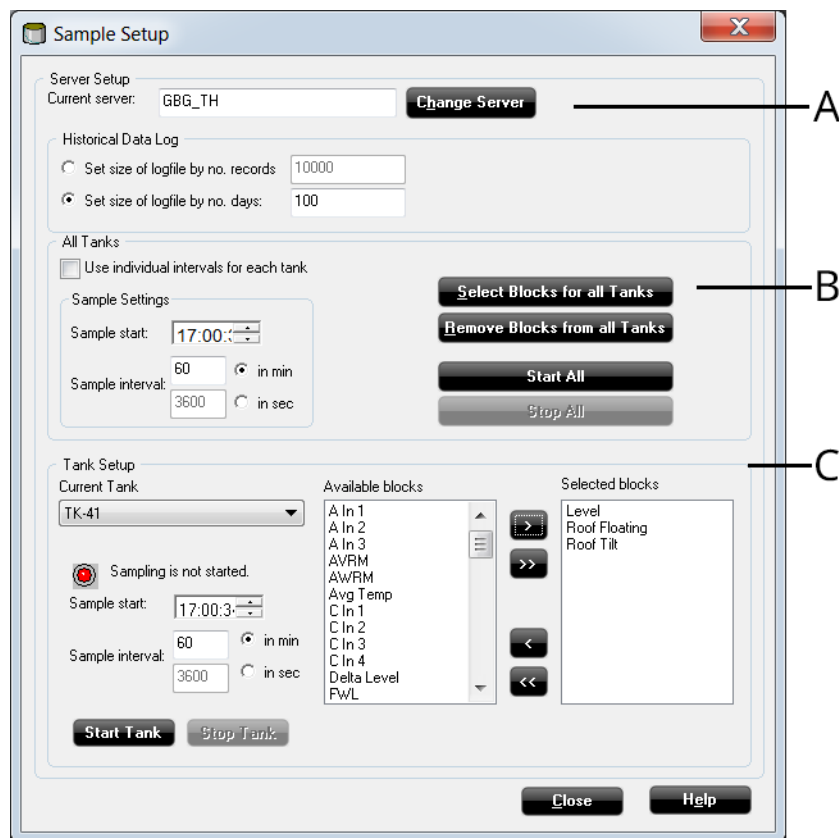 Sample Setup
Server Setup
Current server: GBG_TH Change Server
A
Historical Data Log
Set size of logfile by no. records 10000
Set size of logfile by no. days: 100
All Tanks
Use individual intervals for each tank
Sample Settings
Sample start: 17:00:
Sample interval: 60 in min
3600 in sec
Select Blocks for all Tanks
B
Remove Blocks from all Tanks
Start All
Stop All
Tank Setup
C
Current Tank
TK-41
Sampling is not started.
Sample start: 17:00:3
Sample interval: 60 in min
3600 in sec
Start Tank Stop Tank
Available blocks
A In 1
A In 2
A In 3
AVRM
AWRM
Avg Temp
C In 1
C In 2
C In 3
C In 4
Delta Level
FWL
>
>>
<
<<
Selected blocks
Level
Roof Floating
Roof Tilt
Close Help